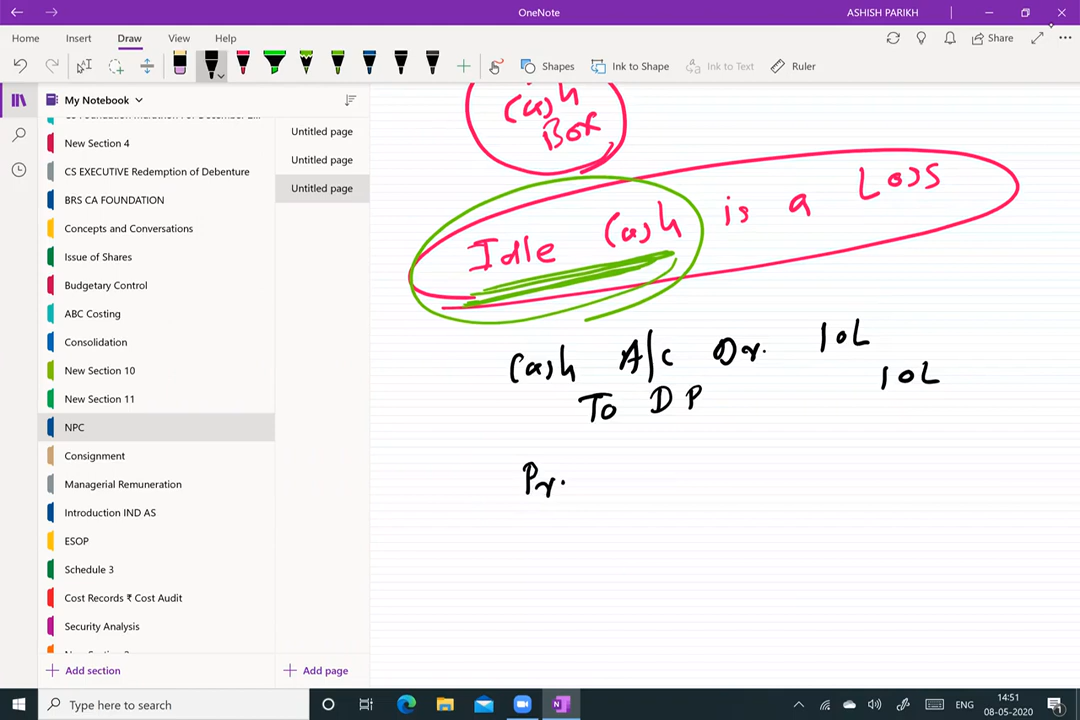 OneNote
ASHISH PARIKH
Home Insert Draw View Help
Share
Shapes
Ink to Shape
Ink to Text
Ruler
My Notebook
New Section 4
CS EXECUTIVE Redemption of Debenture
BRS CA FOUNDATION
Concepts and Conversations
Issue of Shares
Budgetary Control
ABC Costing
Consolidation
New Section 10
New Section 11
NPC
Consignment
Managerial Remuneration
Introduction IND AS
ESOP
Schedule 3
Cost Records ₹ Cost Audit
Security Analysis
Add section
Untitled page
Untitled page
Untitled page
Add page
Cash
Box
Idle Cash is a Loss
Cash A/c Dr. 10L
To DP 10L
Pr.
Type here to search
ENG
14:51
08-05-2020
1